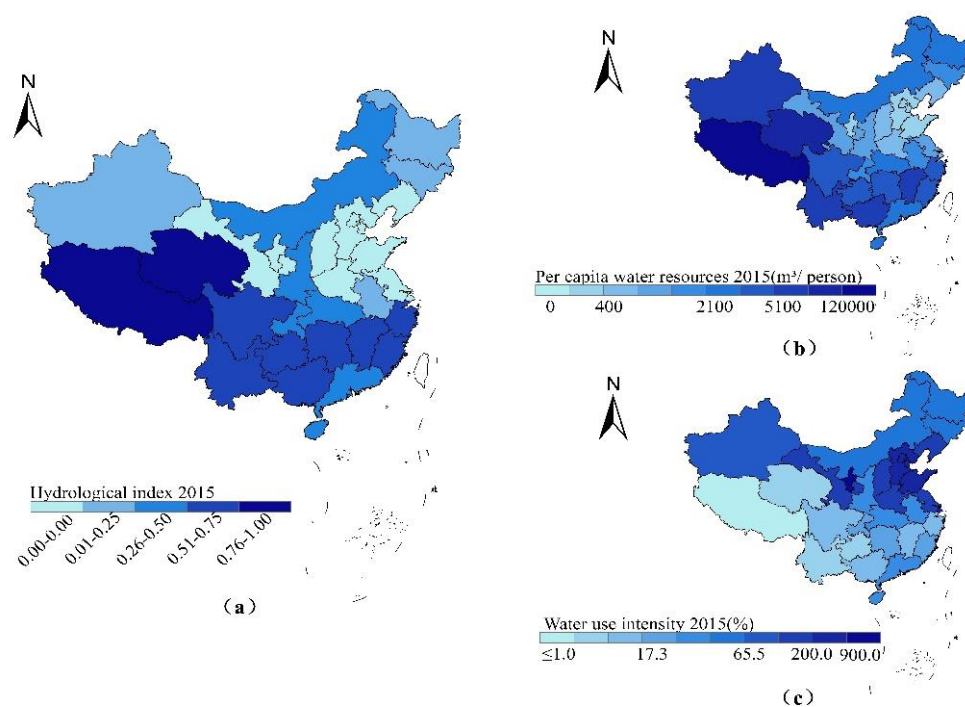 N
Hydrological index 2015
0.00-0.00
0.01-0.25
0.26-0.50
0.51-0.75
0.76-1.00
(a)
N
Per capita water resources 2015(m³/ person)
0 400 2100 5100 120000
(b)
N
Water use intensity 2015(%)
≤1.0 17.3 65.5 200.0 900.0
(c)